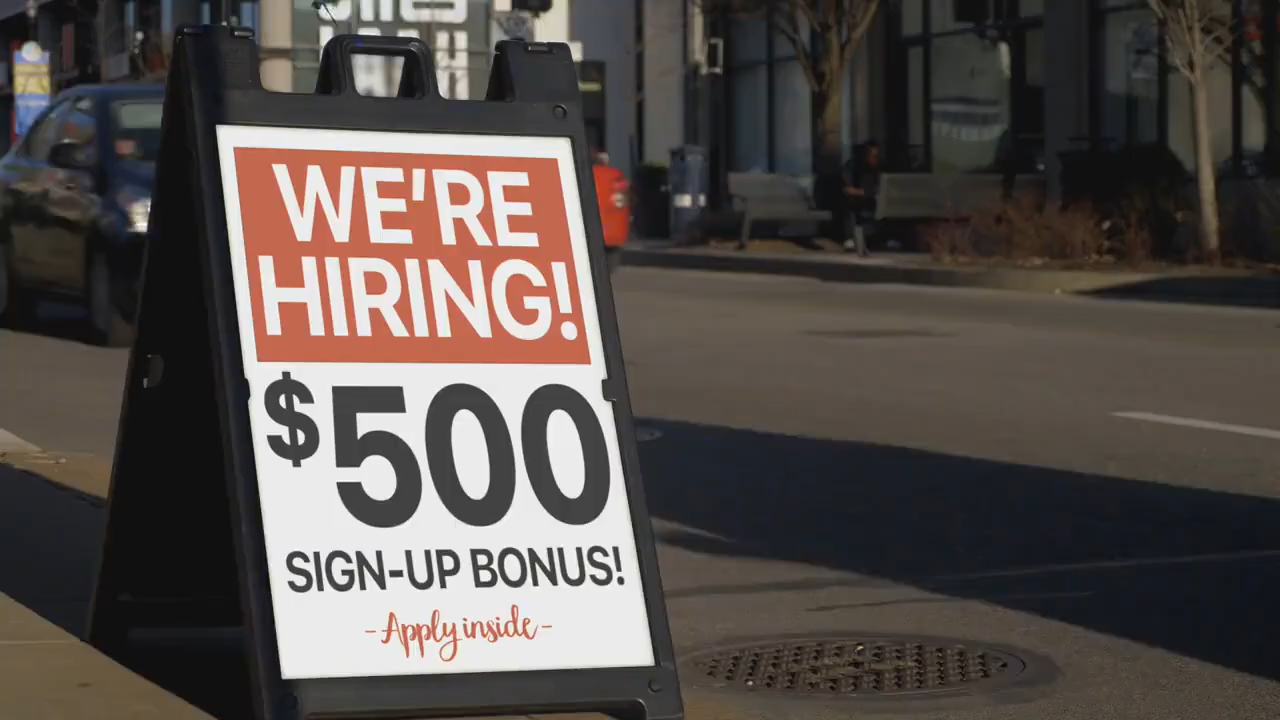 WE'RE
HIRING!
$500
SIGN-UP BONUS!
- Apply inside -